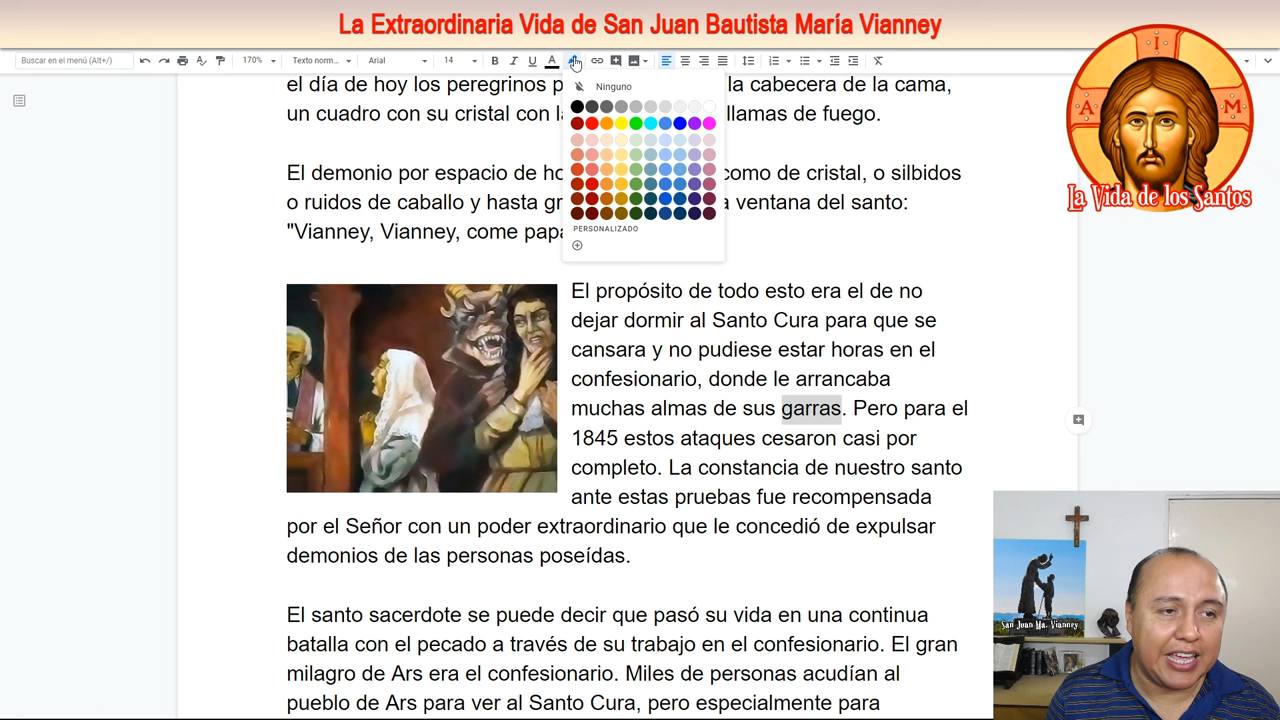 La Extraordinaria Vida de San Juan Bautista María Vianney
Buscar en el menú (Alt+/)
170%
Texto norm...
Arial
14
B I U A
I
A M
La Vida de los Santos
Ninguno
PERSONALIZADO
el día de hoy los peregrinos
la cabecera de la cama,
un cuadro con su cristal con
llamas de fuego.
El demonio por espacio de
como de cristal, o silbidos
o ruidos de caballo y hasta
ventana del santo:
"Vianney, Vianney, come
El propósito de todo esto era el de no
dejar dormir al Santo Cura para que se
cansara y no pudiese estar horas en el
confesionario, donde le arrancaba
muchas almas de sus garras. Pero para el
1845 estos ataques cesaron casi por
completo. La constancia de nuestro santo
ante estas pruebas fue recompensada
por el Señor con un poder extraordinario que le concedió de expulsar
demonios de las personas poseídas.
El santo sacerdote se puede decir que pasó su vida en una continua
batalla con el pecado a través de su trabajo en el confesionario. El gran
milagro de Ars era el confesionario. Miles de personas acudían al
pueblo de Ars para ver al Santo Cura, pero especialmente para
San Juan Ma. Vianney